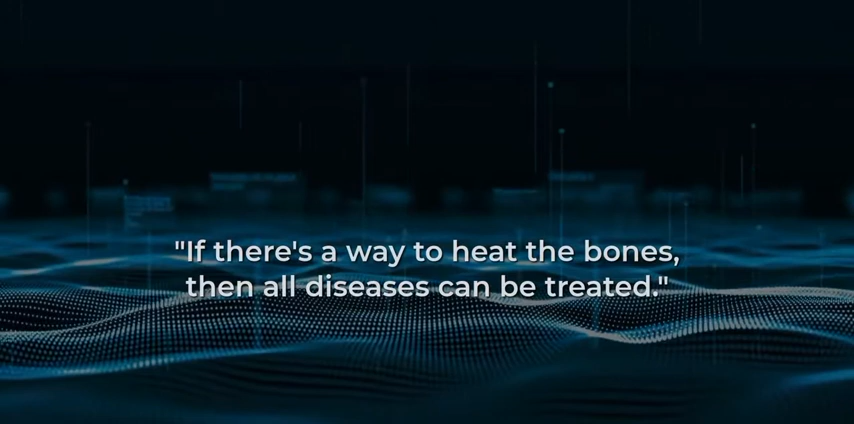 "If there's a way to heat the bones,
then all diseases can be treated."